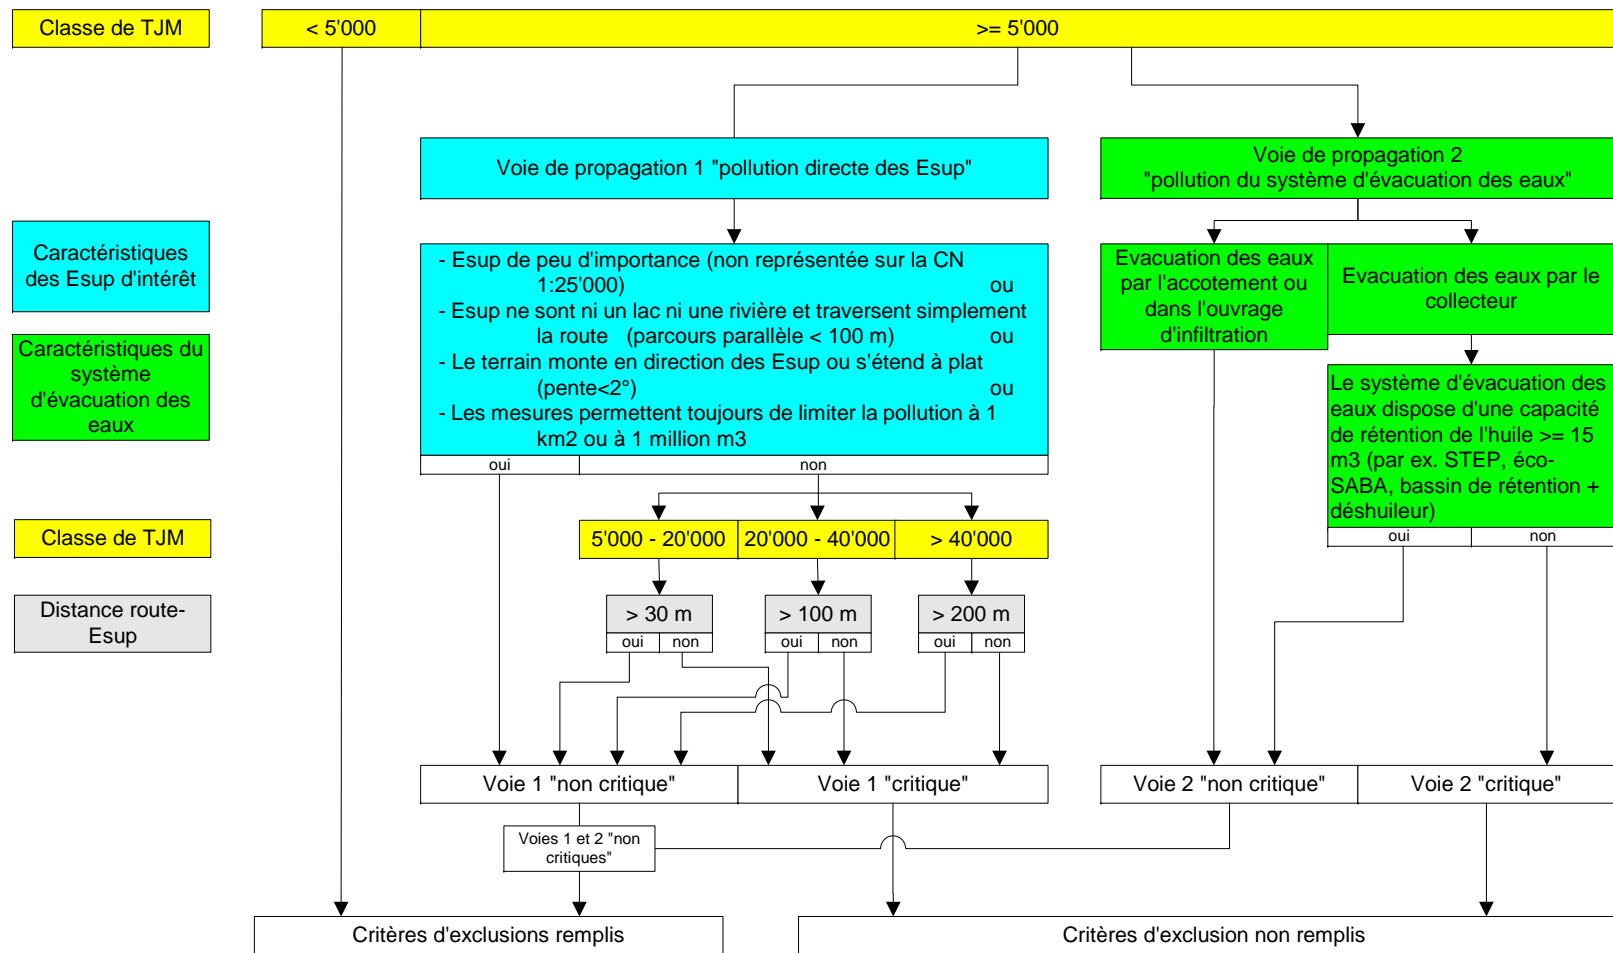 Classe de TJM
< 5'000
>= 5'000
Voie de propagation 1 "pollution directe des Esup"
Voie de propagation 2
"pollution du système d'évacuation des eaux"
Caractéristiques
des Esup d'intérêt
Caractéristiques du
système
d'évacuation des
eaux
- Esup de peu d'importance (non représentée sur la CN
1:25'000) ou
- Esup ne sont ni un lac ni une rivière et traversent simplement
la route (parcours parallèle < 100 m) ou
- Le terrain monte en direction des Esup ou s'étend à plat
(pente<2°) ou
- Les mesures permettent toujours de limiter la pollution à 1
km2 ou à 1 million m3
oui
non
Evacuation des eaux
par l'accotement ou
dans l'ouvrage
d'infiltration
Evacuation des eaux par le
collecteur
Le système d'évacuation des
eaux dispose d'une capacité
de rétention de l'huile >= 15
m3 (par ex. STEP, éco-
SABA, bassin de rétention +
déshuileur)
oui
non
Classe de TJM
5'000 - 20'000
20'000 - 40'000
> 40'000
Distance route-
Esup
> 30 m
oui
non
> 100 m
oui
non
> 200 m
oui
non
Voie 1 "non critique"
Voie 1 "critique"
Voie 2 "non critique"
Voie 2 "critique"
Voies 1 et 2 "non
critiques"
Critères d'exclusions remplis
Critères d'exclusion non remplis